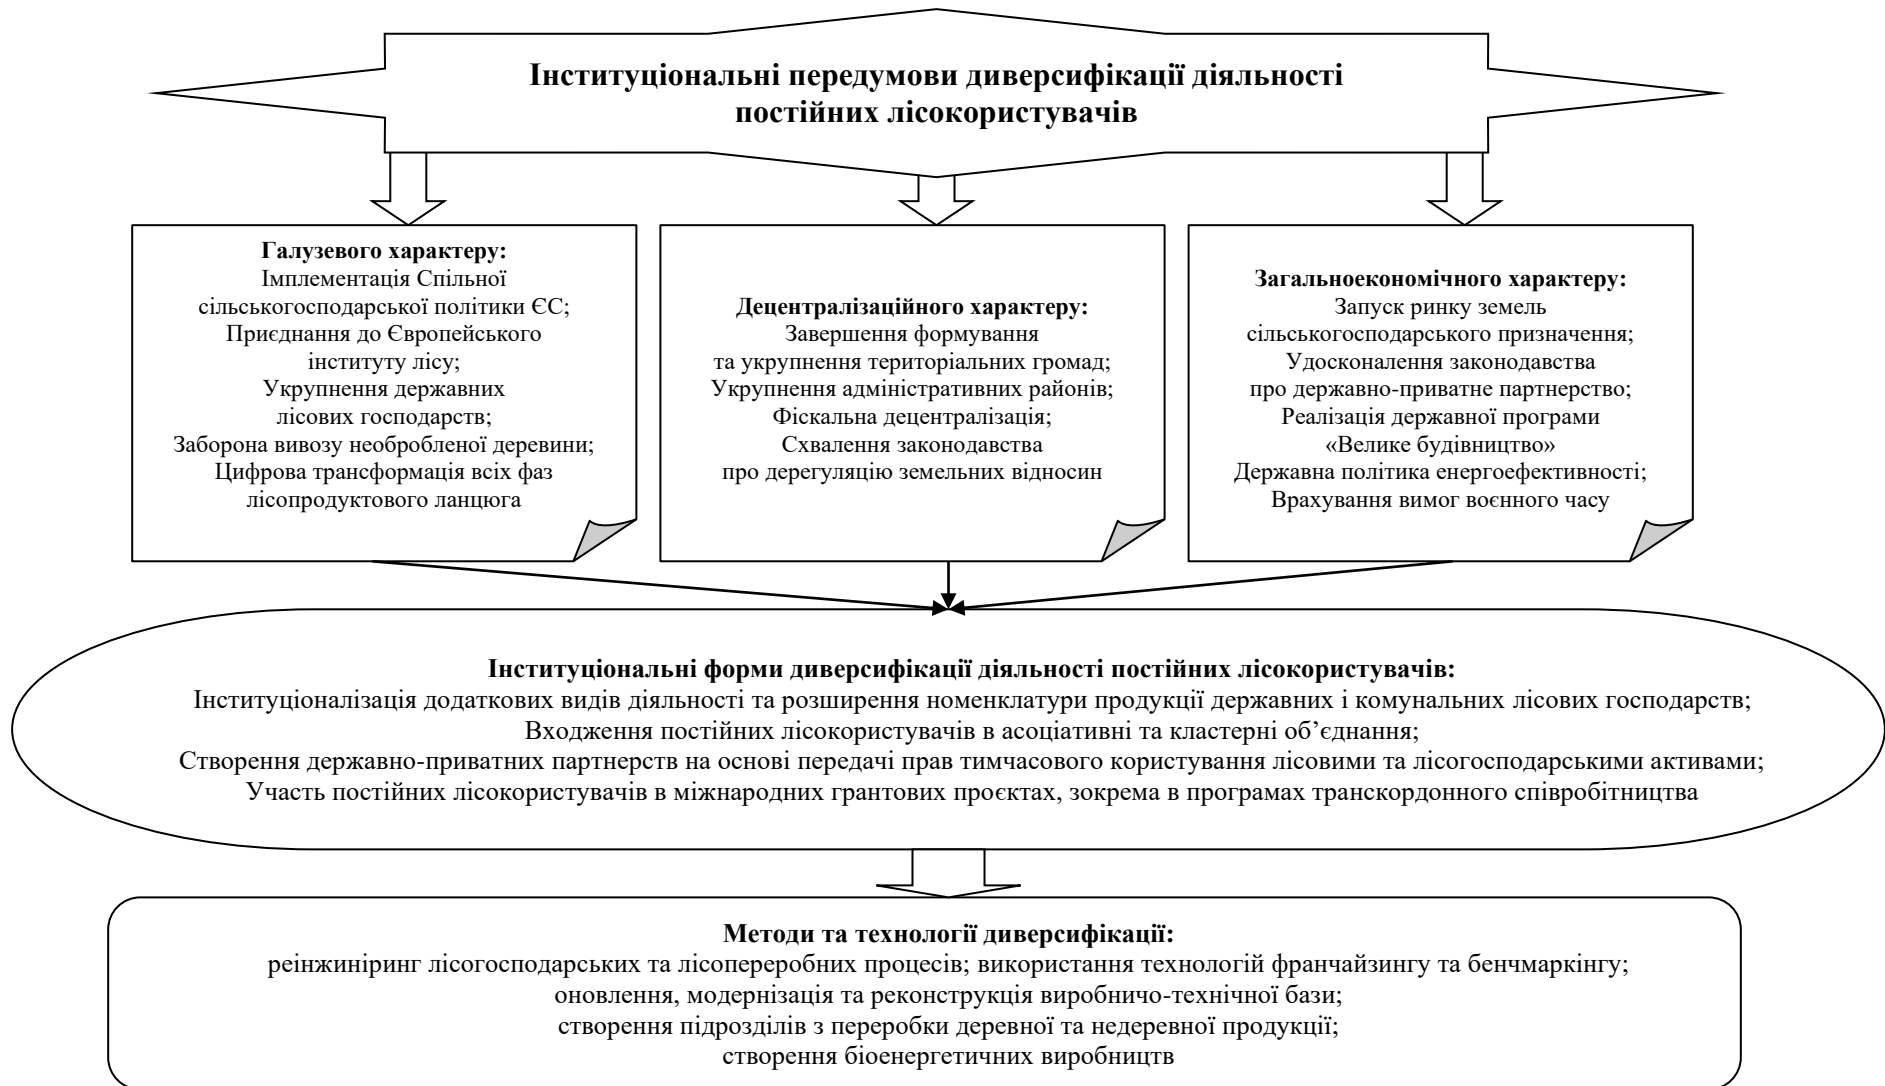 Інституціональні передумови диверсифікації діяльності
постійних лісокористувачів
Галузевого характеру:
Імплементація Спільної
сільськогосподарської політики ЄС;
Приєднання до Європейського
інституту лісу;
Укрупнення державних
лісових господарств;
Заборона вивозу необробленої деревини;
Цифрова трансформація всіх фаз
лісопродуктового ланцюга
Децентралізаційного характеру:
Завершення формування
та укрупнення територіальних громад;
Укрупнення адміністративних районів;
Фіскальна децентралізація;
Схвалення законодавства
про дерегуляцію земельних відносин
Загальноекономічного характеру:
Запуск ринку земель
сільськогосподарського призначення;
Удосконалення законодавства
про державно-приватне партнерство;
Реалізація державної програми
«Велике будівництво»
Державна політика енергоефективності;
Врахування вимог воєнного часу
Інституціональні форми диверсифікації діяльності постійних лісокористувачів:
Інституціоналізація додаткових видів діяльності та розширення номенклатури продукції державних і комунальних лісових господарств;
Входження постійних лісокористувачів в асоціативні та кластерні об’єднання;
Створення державно-приватних партнерств на основі передачі прав тимчасового користування лісовими та лісогосподарськими активами;
Участь постійних лісокористувачів в міжнародних грантових проєктах, зокрема в програмах транскордонного співробітництва
Методи та технології диверсифікації:
реінжиніринг лісогосподарських та лісопереробних процесів; використання технологій франчайзингу та бенчмаркінгу;
оновлення, модернізація та реконструкція виробничо-технічної бази;
створення підрозділів з переробки деревної та недеревної продукції;
створення біоенергетичних виробництв